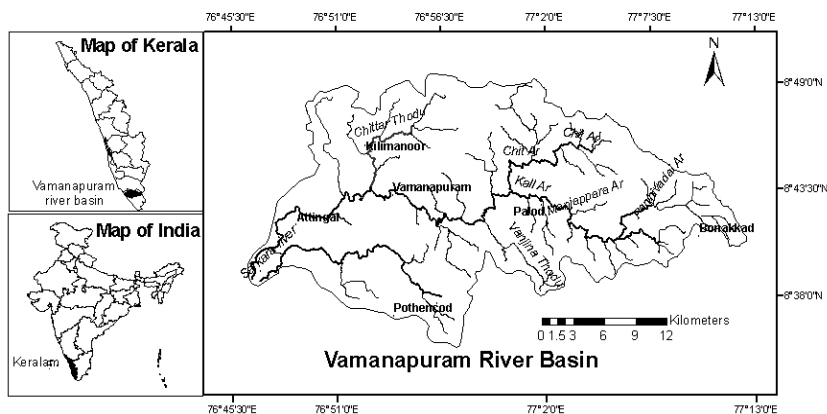 76°45'30"E 76°51'0"E 76°56'30"E 77°2'0"E 77°7'30"E 77°13'0"E
Map of Kerala
Vamanapuram
river basin
Map of India
Keralam
N
8°49'0"N
8°43'30"N
8°38'0"N
Chittar Thodu
Kilimanoor
Chit Ar
Chit Ar
Kall Ar
Vamanapuram
Manjappara Ar
Palod
Attingal
Bonakkad
Vanjina Thodu
Pothencod
Kilometers
0 1.5 3 6 9 12
Vamanapuram River Basin
76°45'30"E 76°51'0"E 77°2'0"E 77°13'0"E